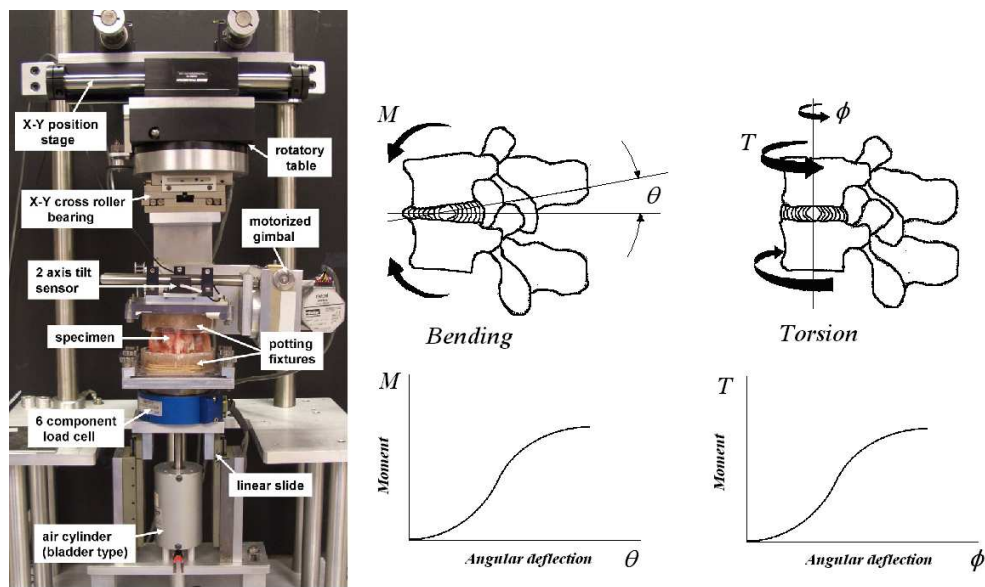 X-Y position
stage
rotatory
table
X-Y cross roller
bearing
motorized
gimbal
2 axis tilt
sensor
specimen
potting
fixtures
6 component
load cell
linear slide
air cylinder
(bladder type)
M
θ
Bending
ϕ
T
Torsion
M
Moment
Angular deflection θ
T
Moment
Angular deflection ϕ